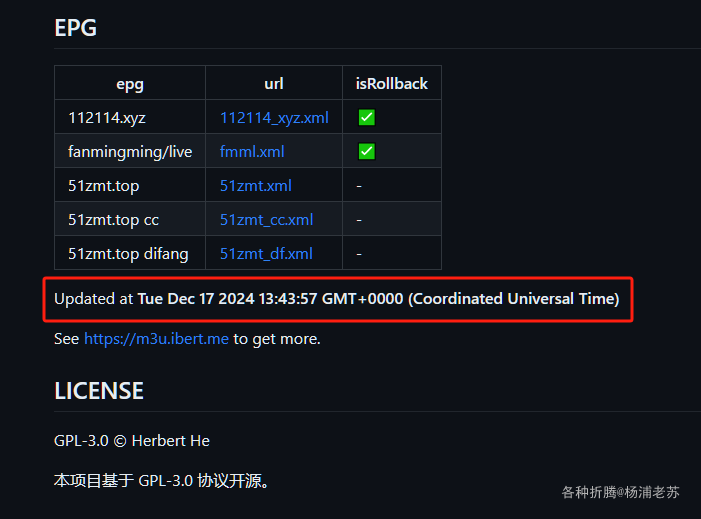 EPG
epg url isRollback
112114.xyz 112114_xyz.xml ✅
fanmingming/live fmml.xml ✅
51zmt.top 51zmt.xml -
51zmt.top cc 51zmt_cc.xml -
51zmt.top difang 51zmt_df.xml -
Updated at Tue Dec 17 2024 13:43:57 GMT+0000 (Coordinated Universal Time)
See https://m3u.ibert.me to get more.
LICENSE
GPL-3.0 © Herbert He
本项目基于 GPL-3.0 协议开源。
各种折腾@杨浦老苏